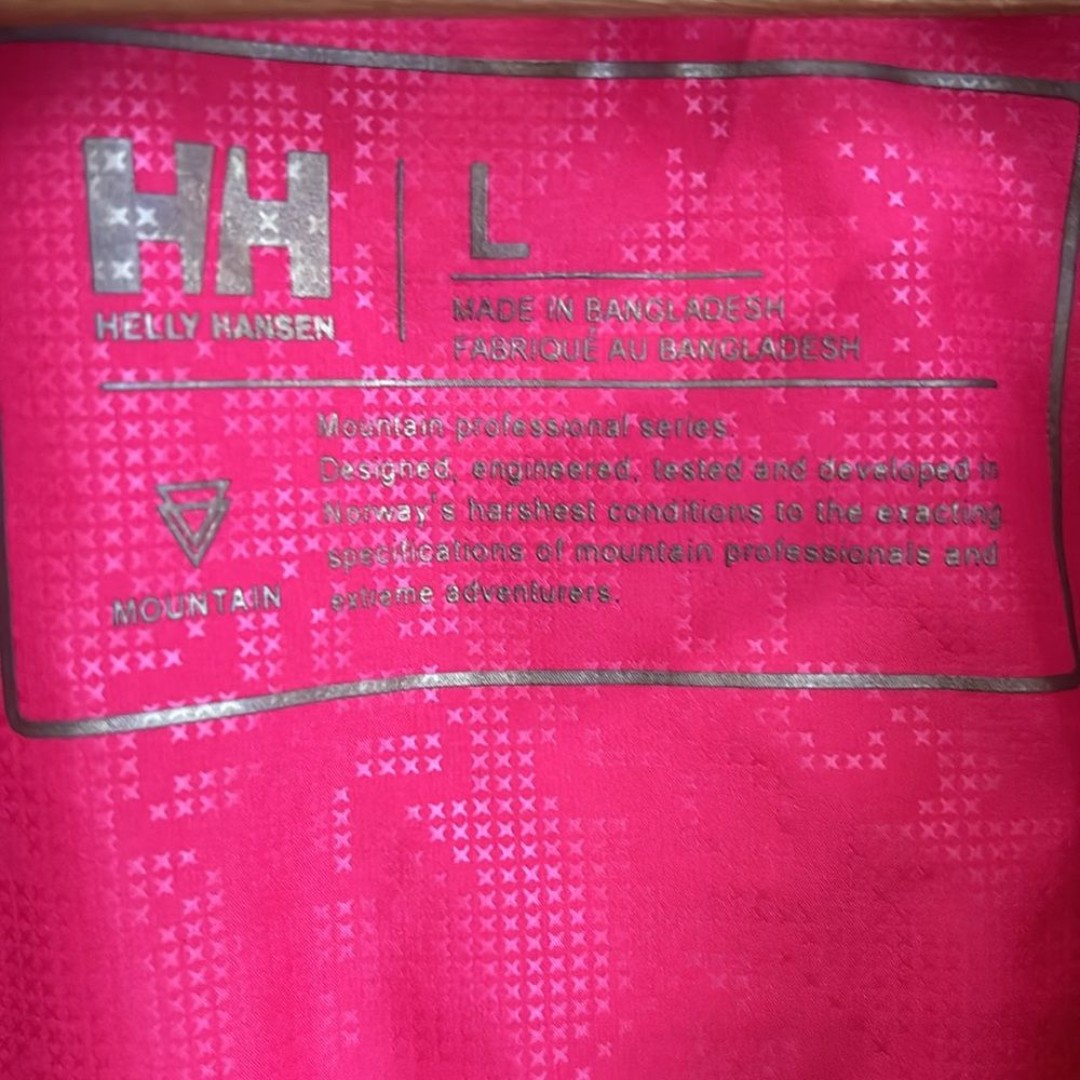 HH
HELLY HANSEN
L
MADE IN BANGLADESH
FABRIQUÉ AU BANGLADESH
MOUNTAIN
Mountain professional series
Designed, engineered, tested and developed in
Norway's harshest conditions to the exacting
specifications of mountain professionals and
extreme adventurers.